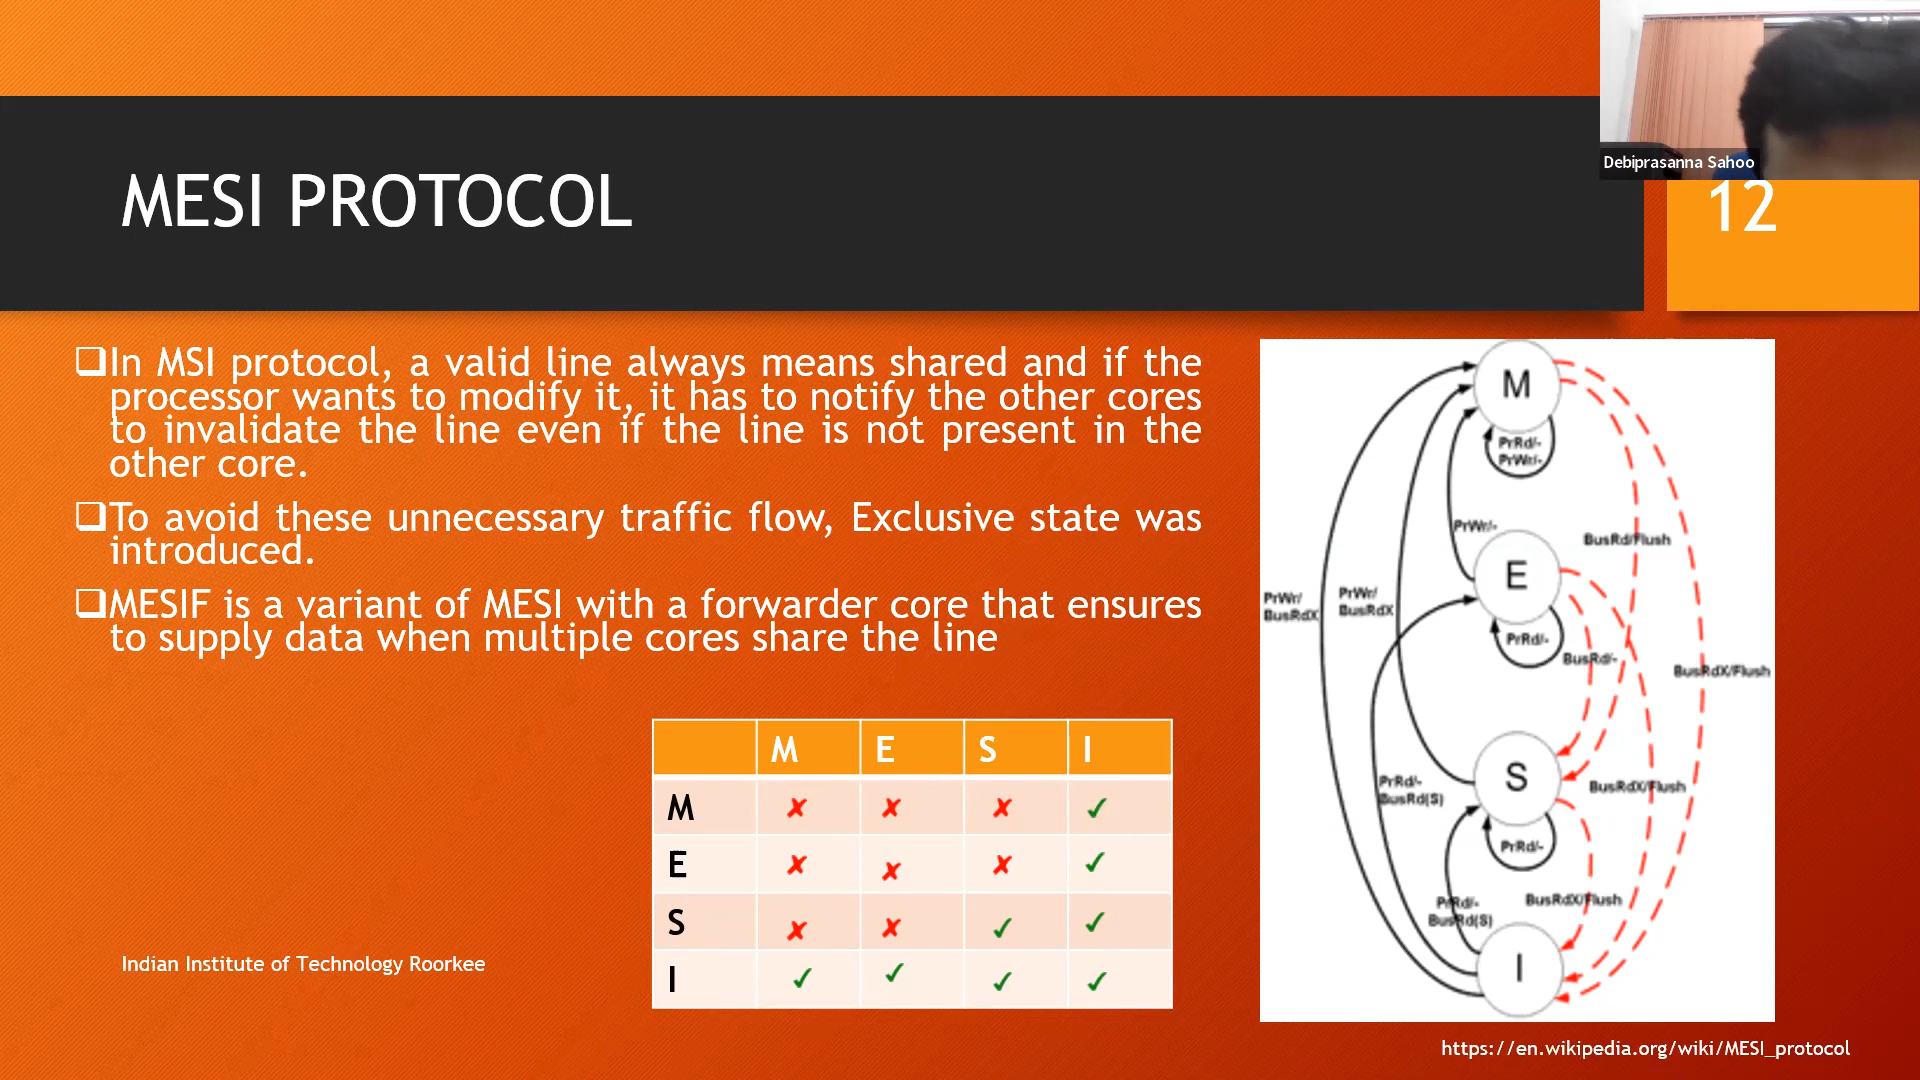 Debiprasanna Sahoo
MESI PROTOCOL
12
In MSI protocol, a valid line always means shared and if the
processor wants to modify it, it has to notify the other cores
to invalidate the line even if the line is not present in the
other core.
To avoid these unnecessary traffic flow, Exclusive state was
introduced.
MESIF is a variant of MESI with a forwarder core that ensures
to supply data when multiple cores share the line
M E S I
M ✗ ✗ ✗ ✓
E ✗ ✗ ✗ ✓
S ✗ ✗ ✓ ✓
I ✓ ✓ ✓ ✓
M
PrRd/-
PrWr/-
PrWr/-
BusRd/Flush
E
PrWr/
BusRdX
PrWr/
BusRdX
PrRd/-
BusRd/-
BusRdX/Flush
S
PrRd/-
BusRd(S)
BusRdX/Flush
PrRd/-
PrRd/-
BusRd(S)
BusRdX/Flush
I
Indian Institute of Technology Roorkee
https://en.wikipedia.org/wiki/MESI_protocol